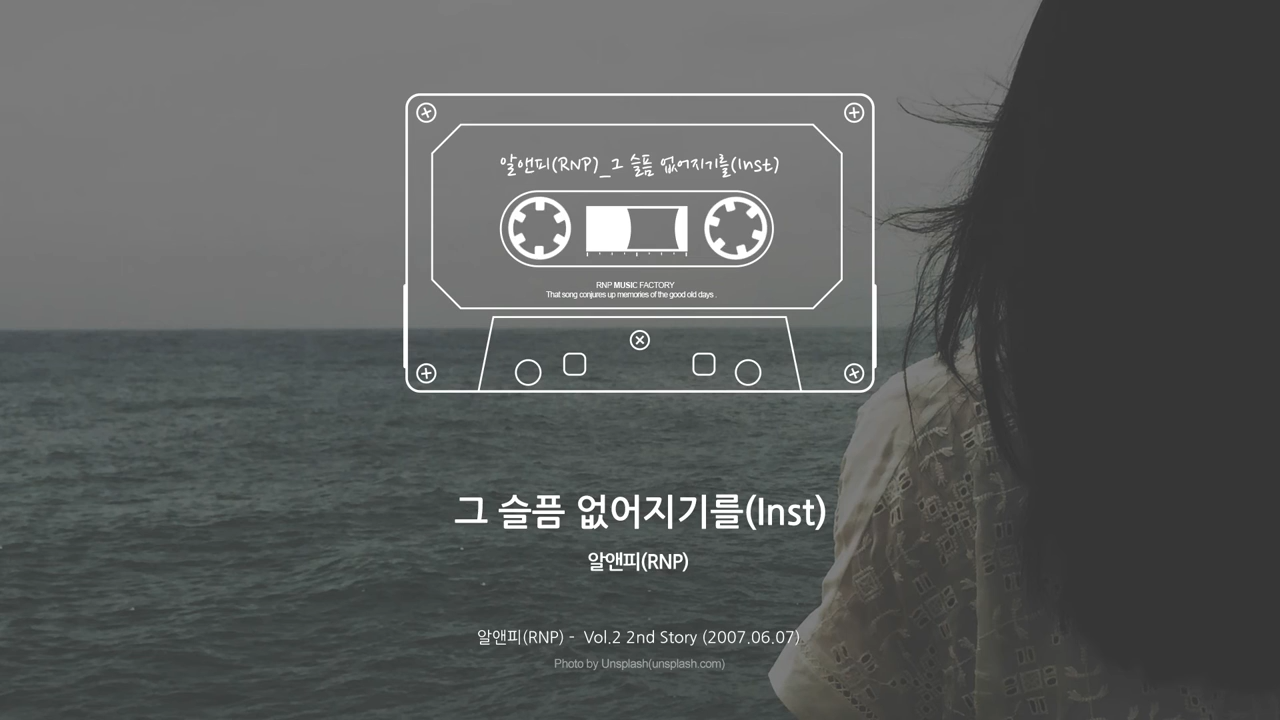 알앤피(RNP)_그 슬픔 없어지기를(Inst)
RNP MUSIC FACTORY
That song conjures up memories of the good old days .
그 슬픔 없어지기를(Inst)
알앤피(RNP)
알앤피(RNP) - Vol.2 2nd Story (2007.06.07)
Photo by Unsplash(unsplash.com)